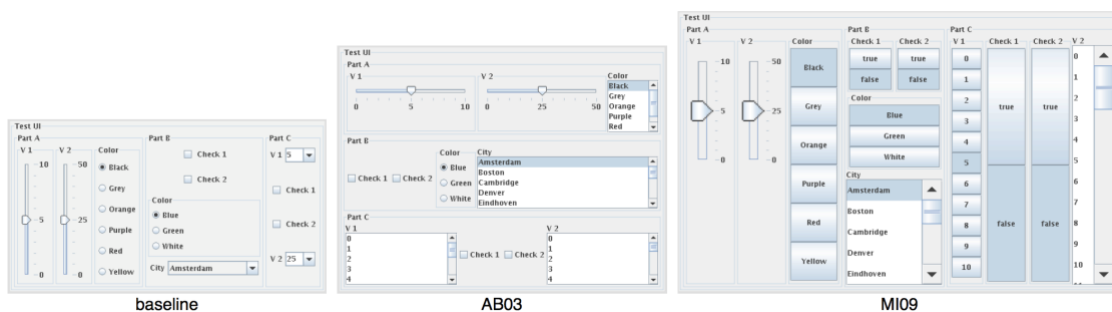 Test UI
Part A
V 1
V 2
Color
10
50
Black
Grey
Orange
5
25
Purple
Red
0
0
Yellow
Part B
Check 1
Check 2
Color
Blue
Green
White
City Amsterdam
Part C
V 1 5
Check 1
Check 2
V 2 25
baseline
Test UI
Part A
V 1
0 5 10
V 2
0 25 50
Color
Black
Grey
Orange
Purple
Red
Part B
Check 1 Check 2
Color
Blue
Green
White
City
Amsterdam
Boston
Cambridge
Denver
Eindhoven
Part C
V 1
0
1
2
3
4
Check 1 Check 2
V 2
0
1
2
3
4
AB03
Test UI
Part A
V 1
10
5
0
V 2
50
25
0
Color
Black
Grey
Orange
Purple
Red
Yellow
Part B
Check 1 Check 2
true true
false false
Color
Blue
Green
White
City
Amsterdam
Boston
Cambridge
Denver
Eindhoven
Part C
V 1
0
1
2
3
4
5
6
7
8
9
10
Check 1
true
false
Check 2
true
false
V 2
0
1
2
3
4
5
6
7
8
9
10
MI09